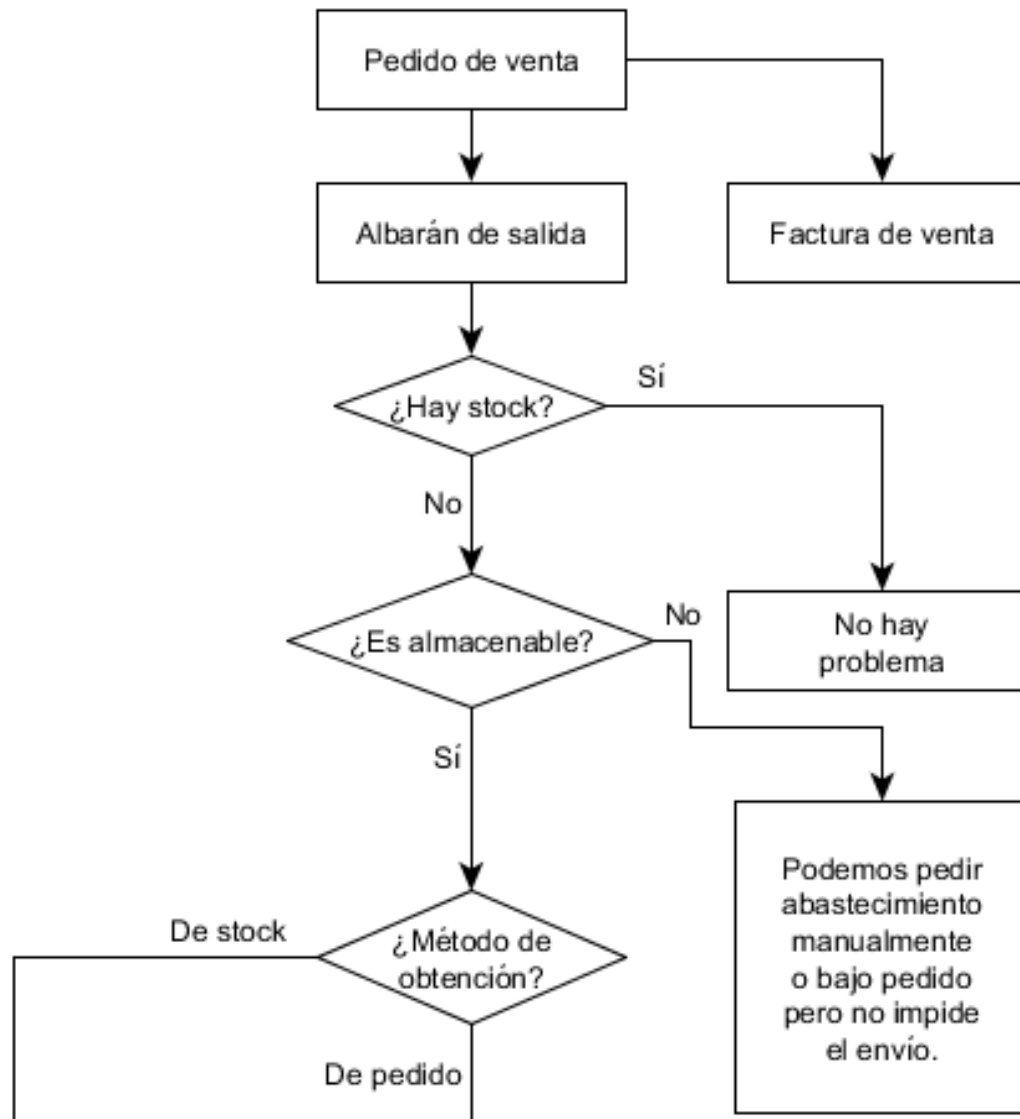 Pedido de venta
Albarán de salida
Factura de venta
¿Hay stock?
Sí
No
¿Es almacenable?
No
No hay
problema
Sí
Podemos pedir
abastecimiento
manualmente
o bajo pedido
pero no impide
el envío.
De stock
¿Método de
obtención?
De pedido